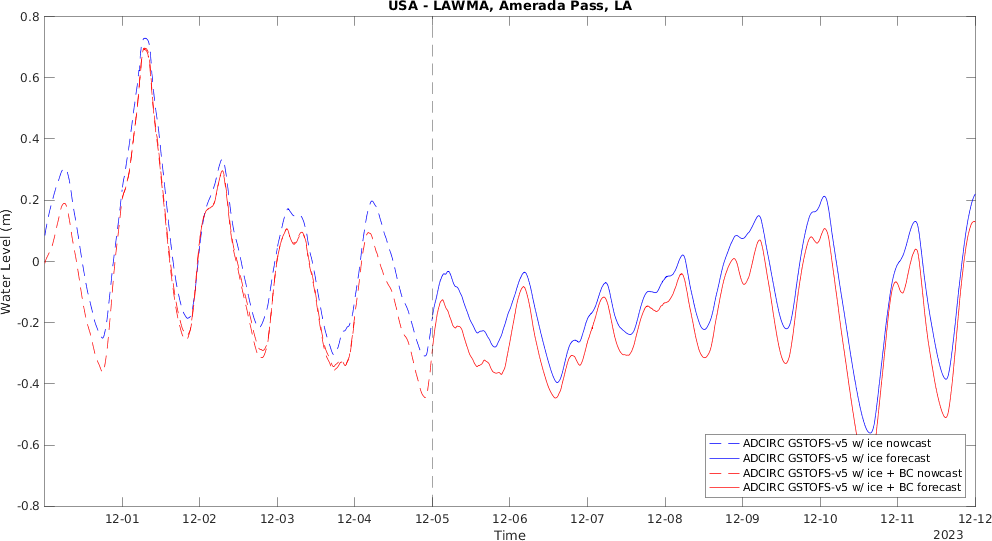 USA - LAWMA, Amerada Pass, LA
Water Level (m)
0.8
0.6
0.4
0.2
0
-0.2
-0.4
-0.6
-0.8
ADCIRC GSTOFS-v5 w/ ice nowcast
ADCIRC GSTOFS-v5 w/ ice forecast
ADCIRC GSTOFS-v5 w/ ice + BC nowcast
ADCIRC GSTOFS-v5 w/ ice + BC forecast
12-01 12-02 12-03 12-04 12-05 12-06 12-07 12-08 12-09 12-10 12-11 12-12
Time
2023